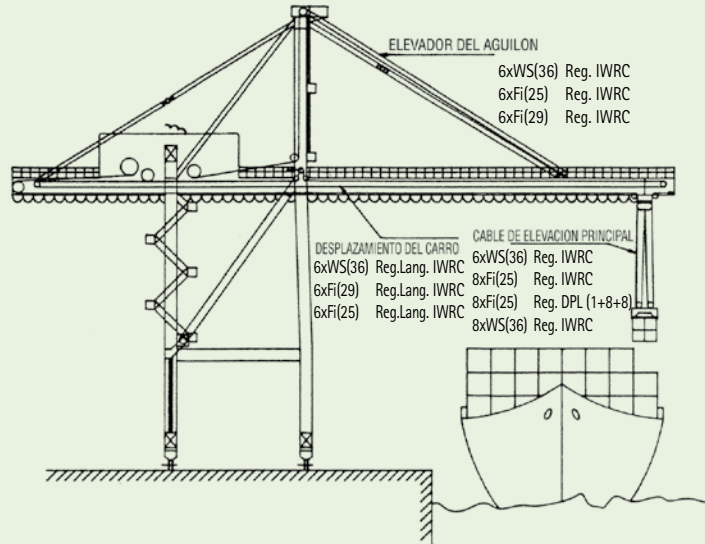 ELEVADOR DEL AGUILON
6xWS(36) Reg. IWRC
6xFi(25) Reg. IWRC
6xFi(29) Reg. IWRC
DESPLAZAMIENTO DEL CARRO
6xWS(36) Reg.Lang. IWRC
6xFi(29) Reg.Lang. IWRC
6xFi(25) Reg.Lang. IWRC
CABLE DE ELEVACION PRINCIPAL
6xWS(36) Reg. IWRC
8xFi(25) Reg. IWRC
8xFi(25) Reg. DPL (1+8+8)
8xWS(36) Reg. IWRC